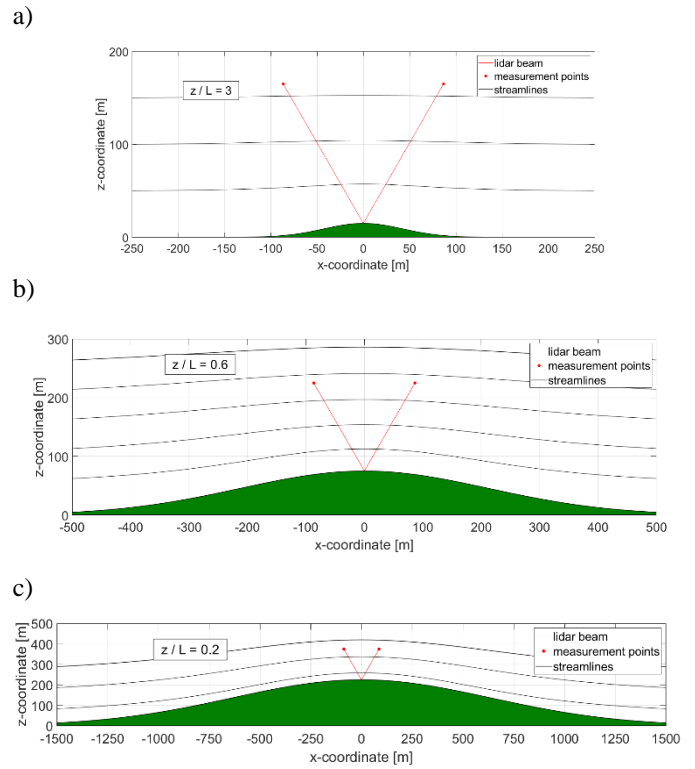 a)
200
150
100
50
0
z-coordinate [m]
z / L = 3
lidar beam
measurement points
streamlines
-250 -200 -150 -100 -50 0 50 100 150 200 250
x-coordinate [m]
b)
300
200
100
0
z-coordinate [m]
z / L = 0.6
lidar beam
measurement points
streamlines
-500 -400 -300 -200 -100 0 100 200 300 400 500
x-coordinate [m]
c)
500
400
300
200
100
0
z-coordinate [m]
z / L = 0.2
lidar beam
measurement points
streamlines
-1500 -1250 -1000 -750 -500 -250 0 250 500 750 1000 1250 1500
x-coordinate [m]